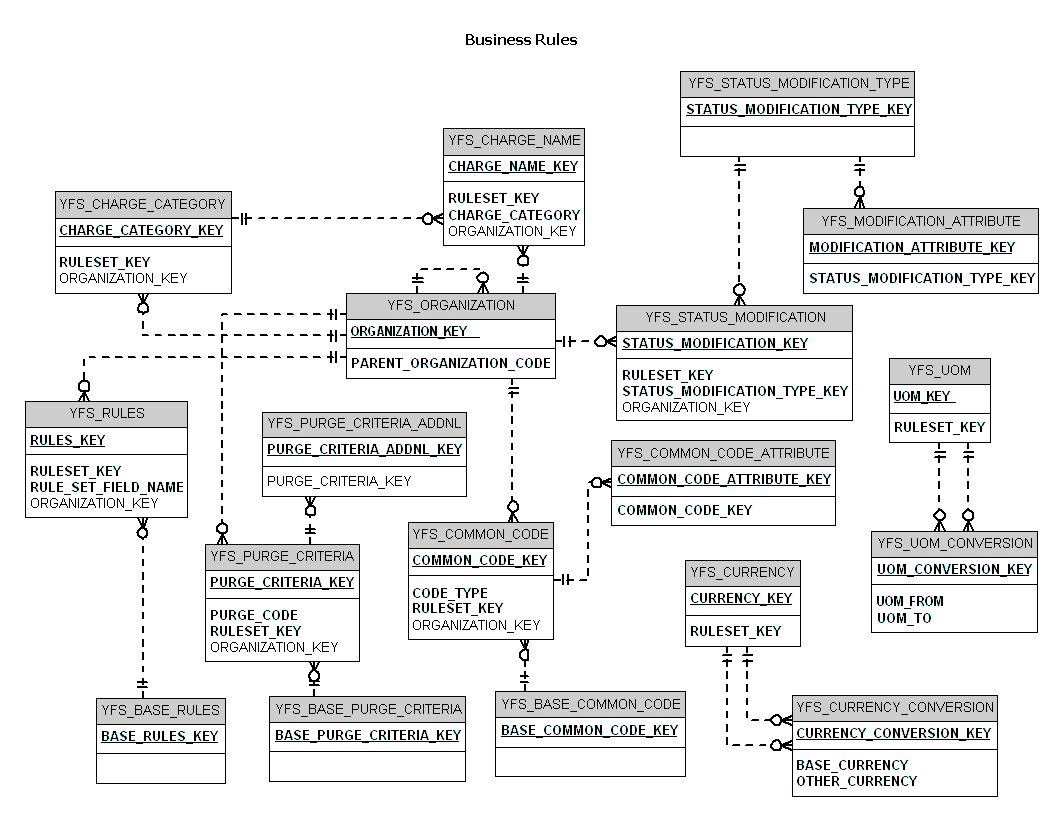 Business Rules
YFS_STATUS_MODIFICATION_TYPE
STATUS_MODIFICATION_TYPE_KEY
YFS_CHARGE_NAME
CHARGE_NAME_KEY
RULESET_KEY
CHARGE_CATEGORY
ORGANIZATION_KEY
YFS_CHARGE_CATEGORY
CHARGE_CATEGORY_KEY
RULESET_KEY
ORGANIZATION_KEY
YFS_MODIFICATION_ATTRIBUTE
MODIFICATION_ATTRIBUTE_KEY
STATUS_MODIFICATION_TYPE_KEY
YFS_ORGANIZATION
ORGANIZATION_KEY
PARENT_ORGANIZATION_CODE
YFS_STATUS_MODIFICATION
STATUS_MODIFICATION_KEY
RULESET_KEY
STATUS_MODIFICATION_TYPE_KEY
ORGANIZATION_KEY
YFS_UOM
UOM_KEY
RULESET_KEY
YFS_RULES
RULES_KEY
RULESET_KEY
RULE_SET_FIELD_NAME
ORGANIZATION_KEY
YFS_PURGE_CRITERIA_ADDNL
PURGE_CRITERIA_ADDNL_KEY
PURGE_CRITERIA_KEY
YFS_COMMON_CODE_ATTRIBUTE
COMMON_CODE_ATTRIBUTE_KEY
COMMON_CODE_KEY
YFS_PURGE_CRITERIA
PURGE_CRITERIA_KEY
PURGE_CODE
RULESET_KEY
ORGANIZATION_KEY
YFS_COMMON_CODE
COMMON_CODE_KEY
CODE_TYPE
RULESET_KEY
ORGANIZATION_KEY
YFS_CURRENCY
CURRENCY_KEY
RULESET_KEY
YFS_UOM_CONVERSION
UOM_CONVERSION_KEY
UOM_FROM
UOM_TO
YFS_BASE_RULES
BASE_RULES_KEY
YFS_BASE_PURGE_CRITERIA
BASE_PURGE_CRITERIA_KEY
YFS_BASE_COMMON_CODE
BASE_COMMON_CODE_KEY
YFS_CURRENCY_CONVERSION
CURRENCY_CONVERSION_KEY
BASE_CURRENCY
OTHER_CURRENCY